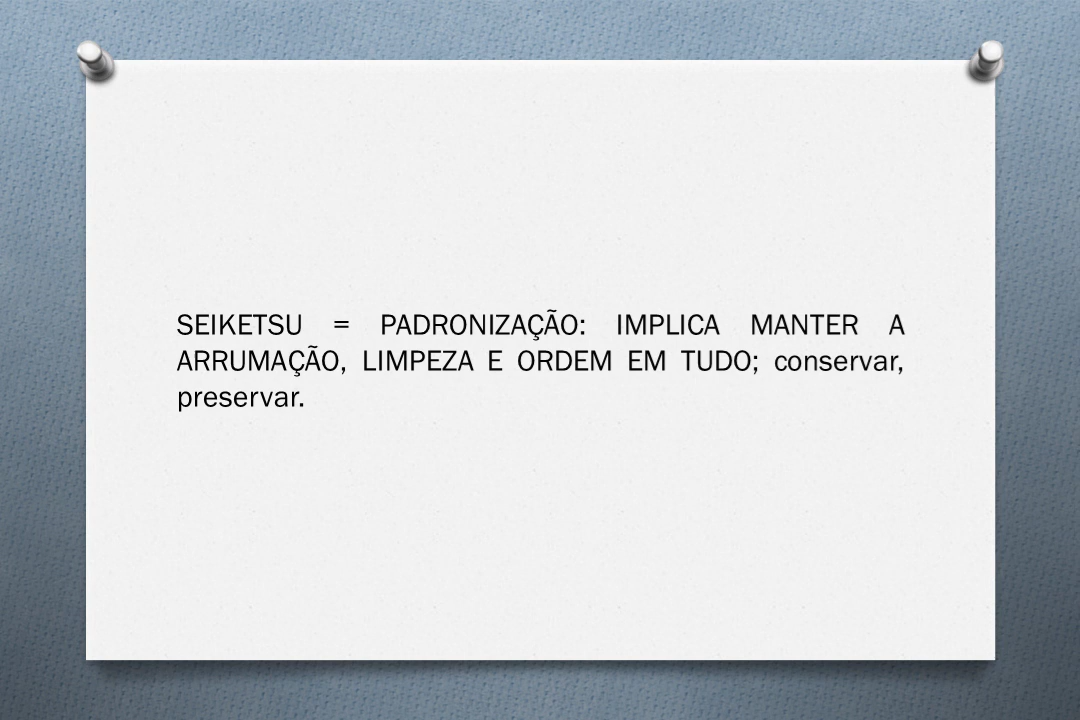 SEIKETSU = PADRONIZAÇÃO: IMPLICA MANTER A
ARRUMAÇÃO, LIMPEZA E ORDEM EM TUDO; conservar,
preservar.